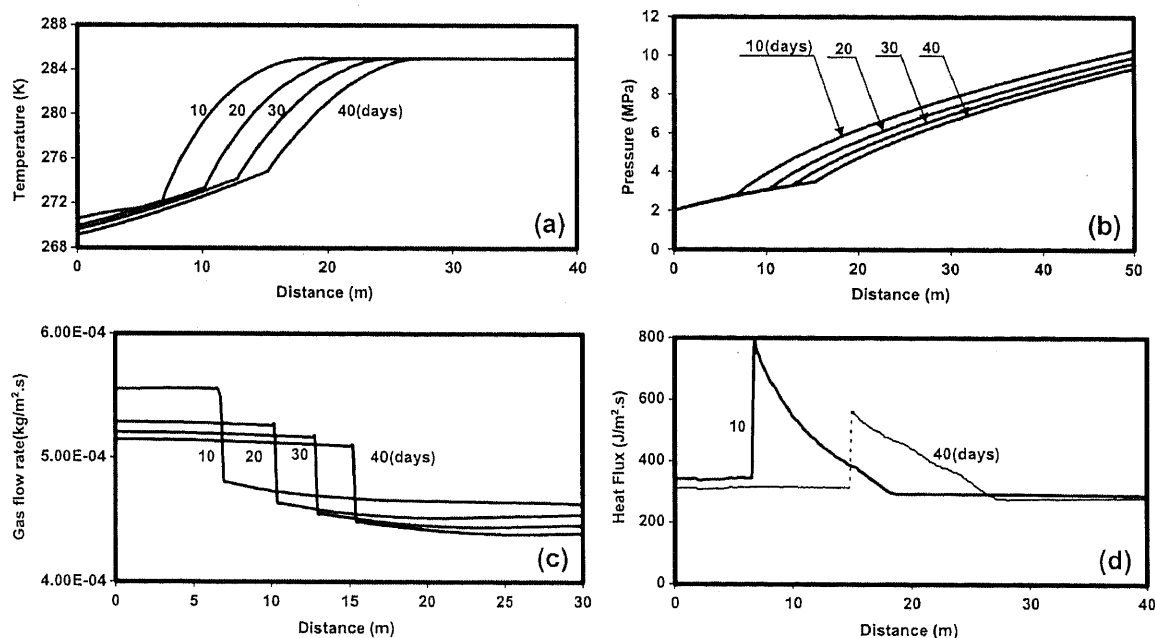 288
284
280
276
272
268
Temperature (K)
10
20
30
40(days)
(a)
0
10
20
30
40
Distance (m)
12
10
8
6
4
2
0
Pressure (MPa)
10(days)
20
30
40
(b)
0
10
20
30
40
50
Distance (m)
6.00E-04
5.00E-04
4.00E-04
Gas flow rate(kg/m².s)
10
20
30
40(days)
(c)
0
5
10
15
20
25
30
Distance (m)
800
600
400
200
0
Heat Flux (J/m².s)
10
40(days)
(d)
0
10
20
30
40
Distance (m)